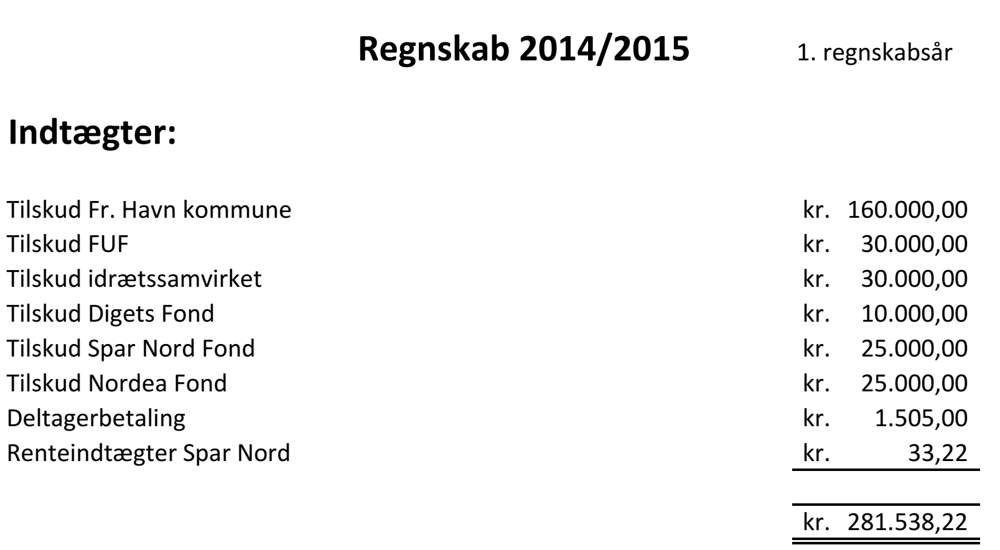 Regnskab 2014/2015 1. regnskabsår
Indtægter:
Tilskud Fr. Havn kommune kr. 160.000,00
Tilskud FUF kr. 30.000,00
Tilskud idrætssamvirket kr. 30.000,00
Tilskud Digets Fond kr. 10.000,00
Tilskud Spar Nord Fond kr. 25.000,00
Tilskud Nordea Fond kr. 25.000,00
Deltagerbetaling kr. 1.505,00
Renteindtægter Spar Nord kr. 33,22
kr. 281.538,22